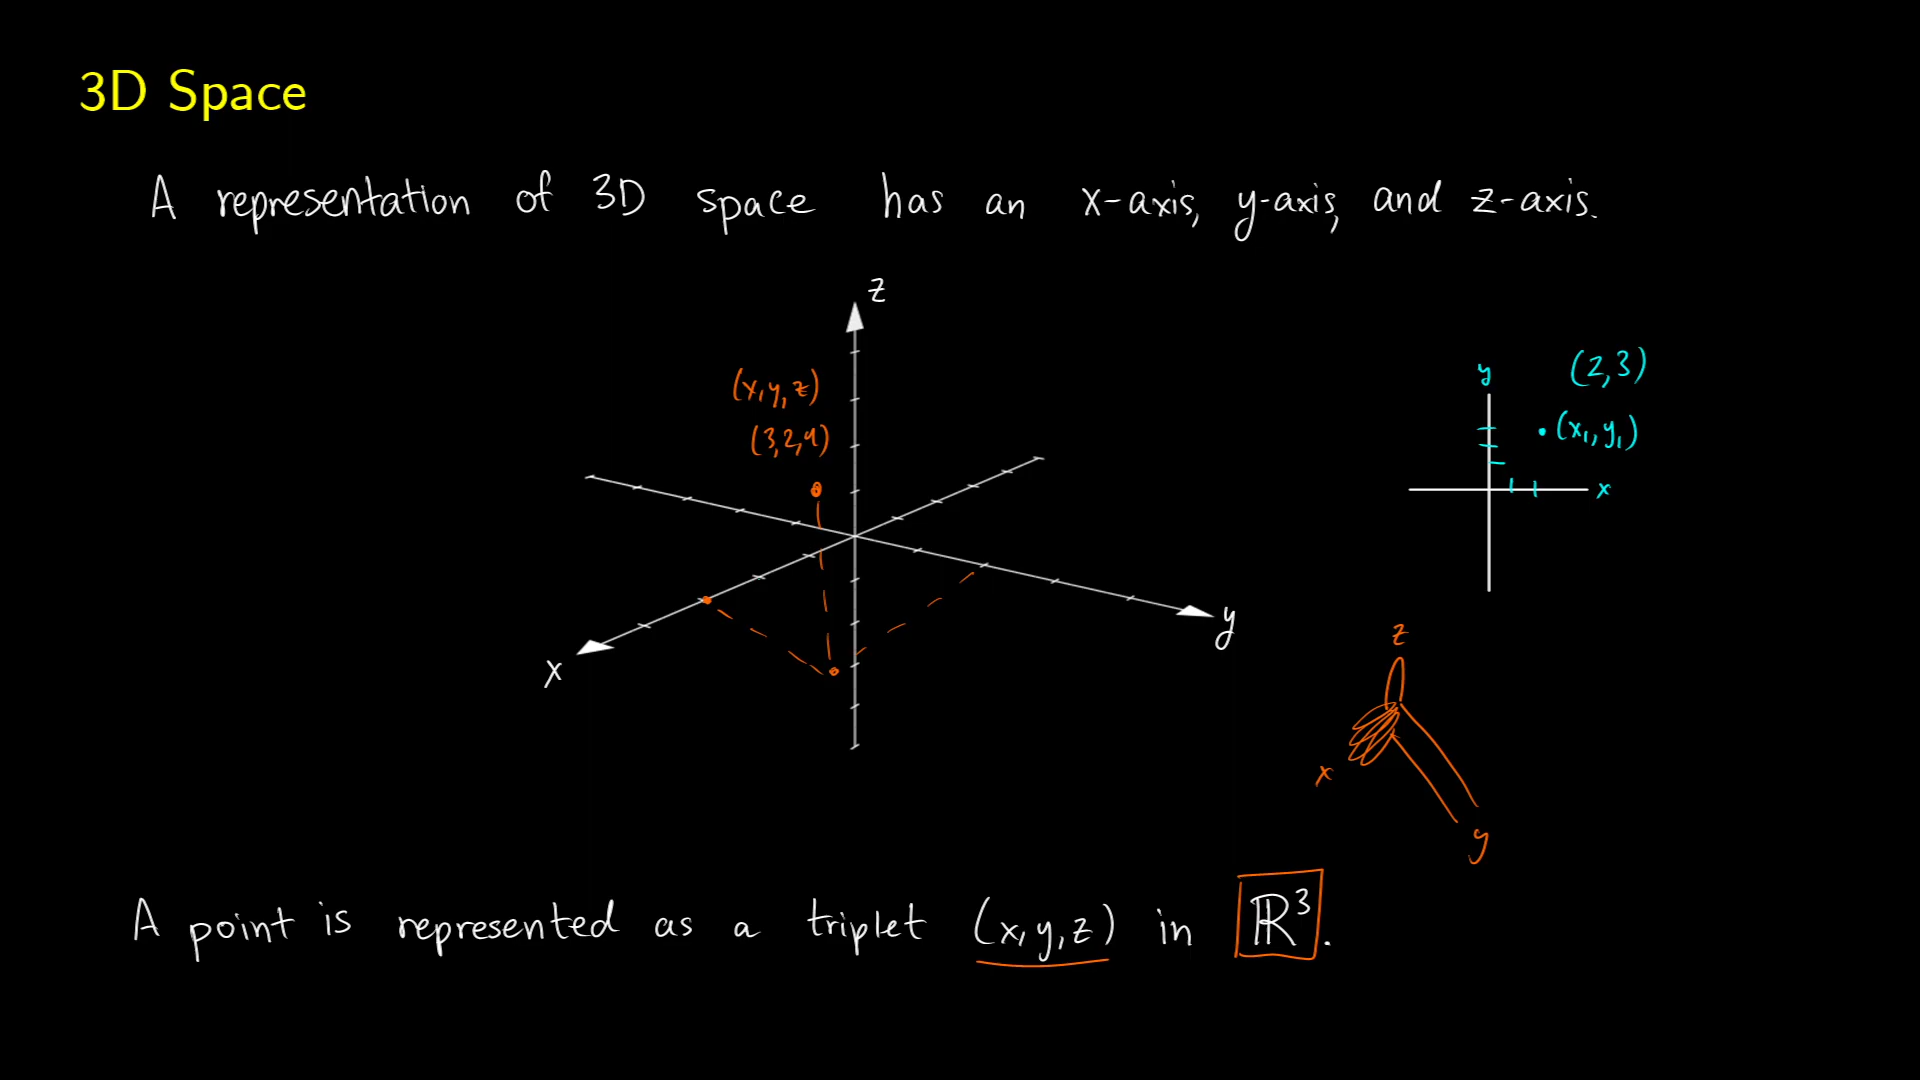 3D Space
A representation of 3D space has an x-axis, y-axis, and z-axis.
z
(x,y,z)
(3,2,4)
y
x
y
(2,3)
(x₁,y₁)
x
z
x
y
A point is represented as a triplet (x,y,z) in ℝ³.